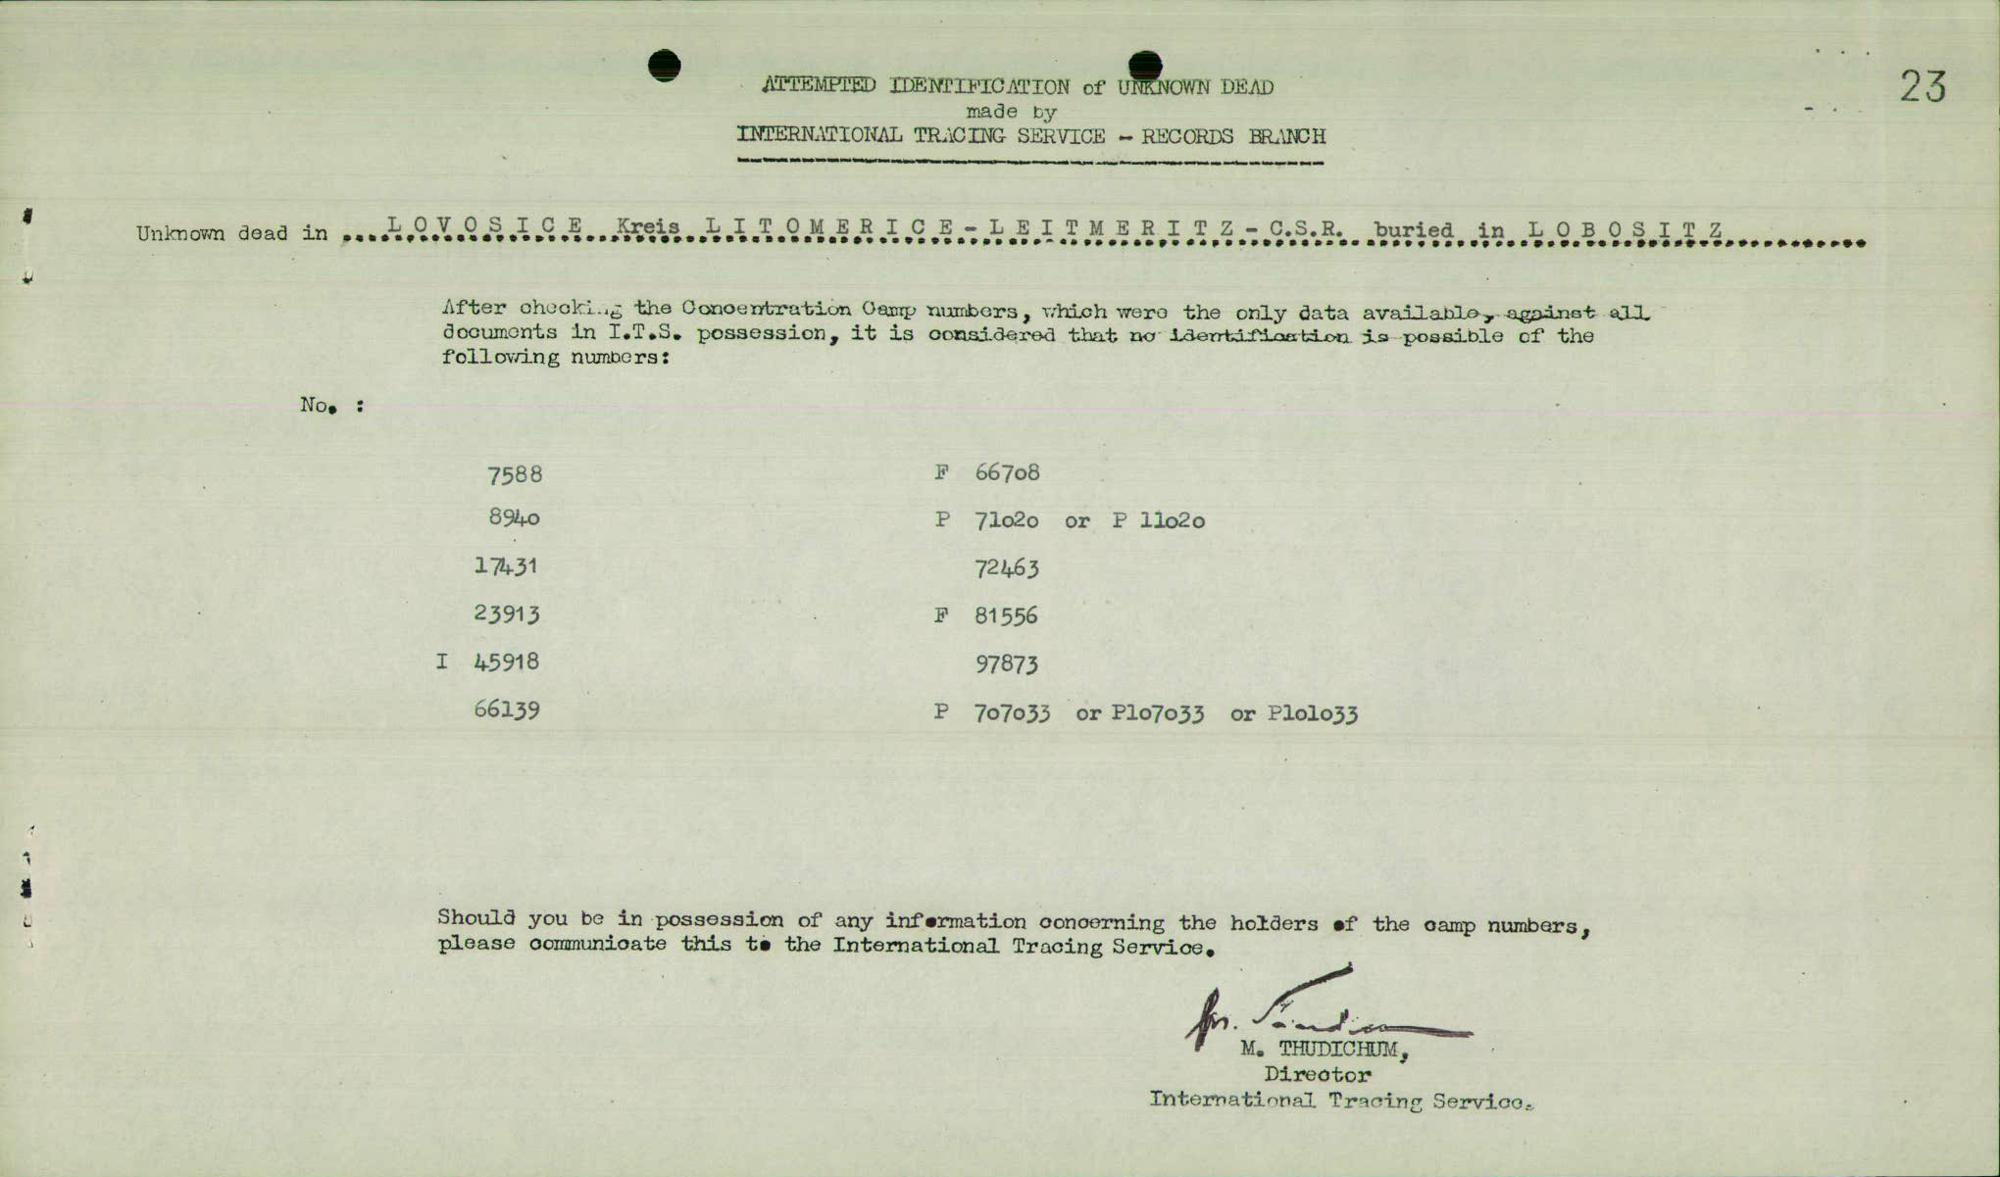 23
ATTEMPTED IDENTIFICATION of UNKNOWN DEAD
made by
INTERNATIONAL TRACING SERVICE - RECORDS BRANCH
Unknown dead in ....LOVOSICE Kreis LITOMERICE-LEITMERITZ-C.S.R. buried in LOBOSITZ..........
After checking the Concentration Camp numbers, which were the only data available, against all
documents in I.T.S. possession, it is considered that no identification is possible of the
following numbers:
No. :
7588 F 66708
8940 P 71020 or P 11020
17431 72463
23913 F 81556
I 45918 97873
66139 P 707033 or P107033 or P101033
Should you be in possession of any information concerning the holders of the camp numbers,
please communicate this to the International Tracing Service.
M. THUDICHUM,
Director
International Tracing Service.